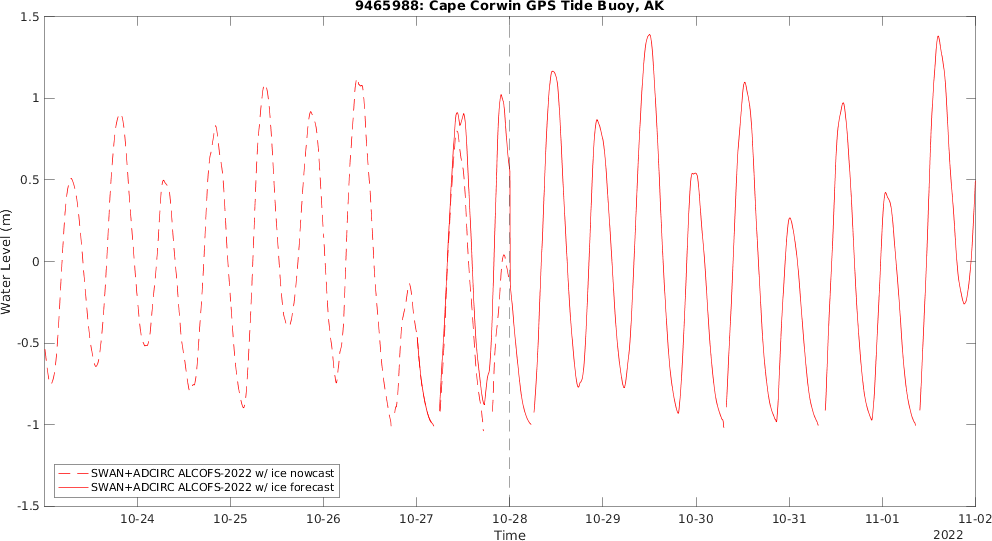 9465988: Cape Corwin GPS Tide Buoy, AK
1.5
1
0.5
0
-0.5
-1
-1.5
Water Level (m)
SWAN+ADCIRC ALCOFS-2022 w/ ice nowcast
SWAN+ADCIRC ALCOFS-2022 w/ ice forecast
10-24 10-25 10-26 10-27 10-28 10-29 10-30 10-31 11-01 11-02
Time
2022